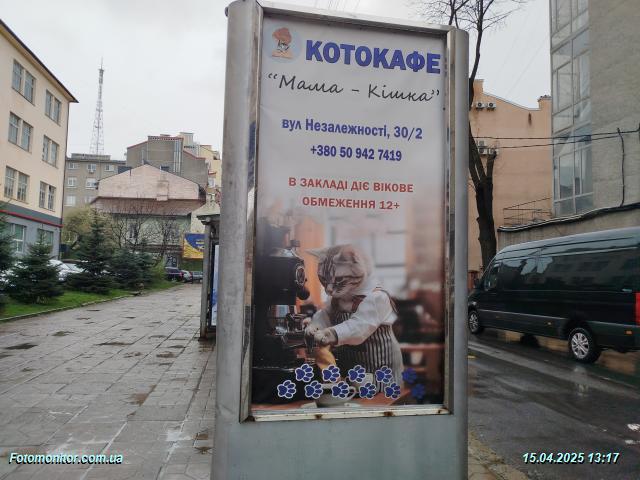 КОТОКАФЕ
“Мама - Кішка”
вул Незалежності, 30/2
+380 50 942 7419
В ЗАКЛАДІ ДІЄ ВІКОВЕ
ОБМЕЖЕННЯ 12+
Fotomonitor.com.ua
15.04.2025 13:17